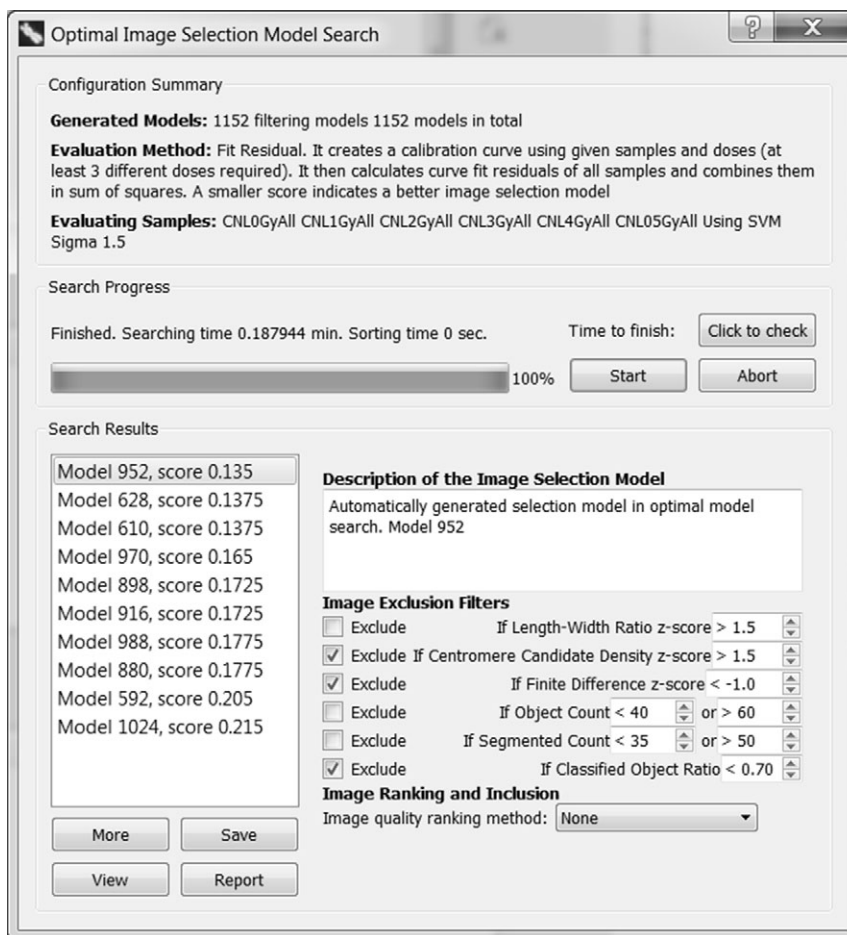 Optimal Image Selection Model Search
Configuration Summary
Generated Models: 1152 filtering models 1152 models in total
Evaluation Method: Fit Residual. It creates a calibration curve using given samples and doses (at
least 3 different doses required). It then calculates curve fit residuals of all samples and combines them
in sum of squares. A smaller score indicates a better image selection model
Evaluating Samples: CNL0GyAll CNL1GyAll CNL2GyAll CNL3GyAll CNL4GyAll CNL05GyAll Using SVM
Sigma 1.5
Search Progress
Finished. Searching time 0.187944 min. Sorting time 0 sec.
Time to finish:
Click to check
100%
Start
Abort
Search Results
Model 952, score 0.135
Model 628, score 0.1375
Model 610, score 0.1375
Model 970, score 0.165
Model 898, score 0.1725
Model 916, score 0.1725
Model 988, score 0.1775
Model 880, score 0.1775
Model 592, score 0.205
Model 1024, score 0.215
More
Save
View
Report
Description of the Image Selection Model
Automatically generated selection model in optimal model
search. Model 952
Image Exclusion Filters
Exclude If Length-Width Ratio z-score > 1.5
Exclude If Centromere Candidate Density z-score > 1.5
Exclude If Finite Difference z-score < -1.0
Exclude If Object Count < 40 or > 60
Exclude If Segmented Count < 35 or > 50
Exclude If Classified Object Ratio < 0.70
Image Ranking and Inclusion
Image quality ranking method: None